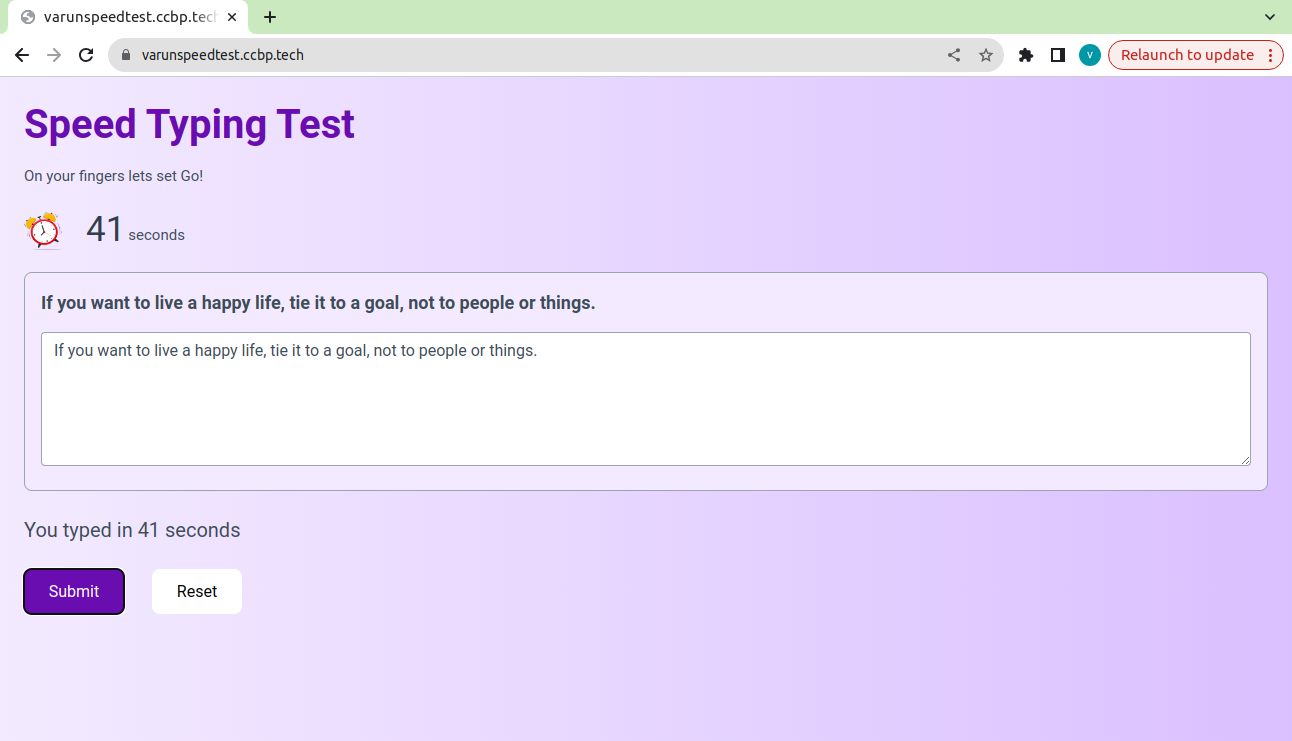 varunspeedtest.ccbp.tech
varunspeedtest.ccbp.tech
V
Relaunch to update
Speed Typing Test
On your fingers lets set Go!
41 seconds
If you want to live a happy life, tie it to a goal, not to people or things.
If you want to live a happy life, tie it to a goal, not to people or things.
You typed in 41 seconds
Submit
Reset